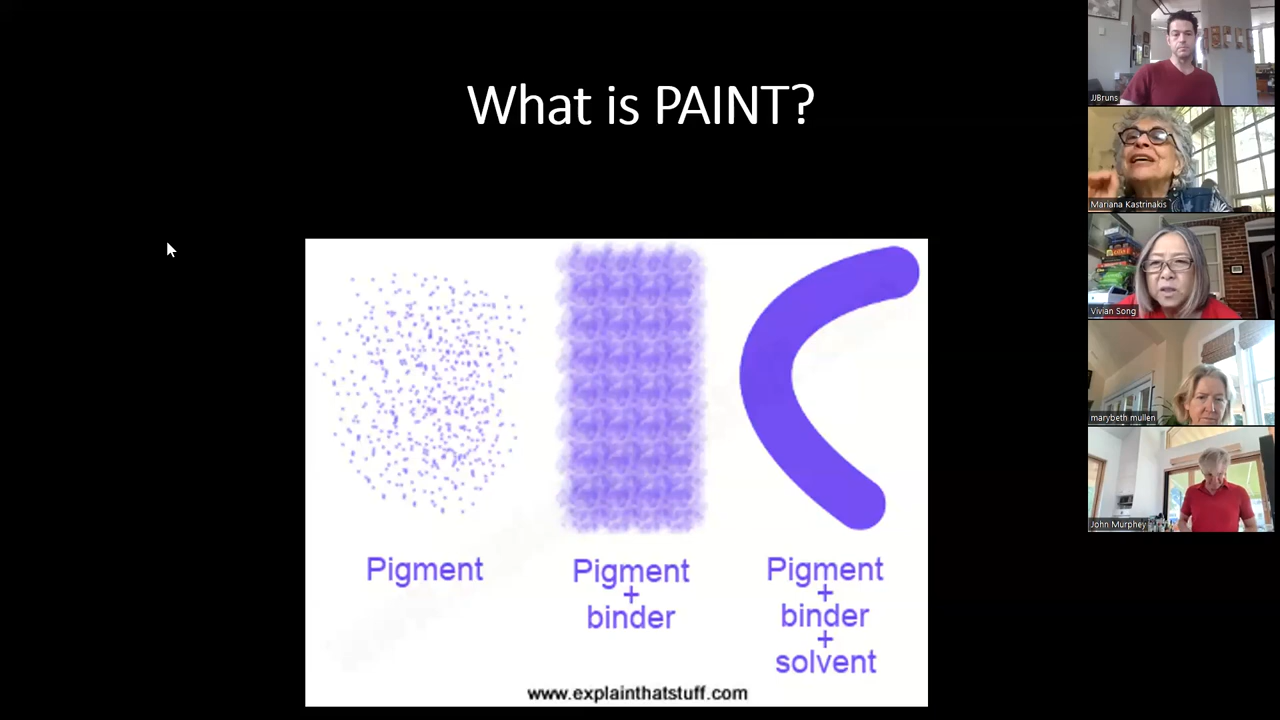 What is PAINT?
Pigment
Pigment
+
binder
Pigment
+
binder
+
solvent
www.explainthatstuff.com
JJBruns
Mariana Kastrinakis
Vivian Song
marybeth mullen
John Murphey